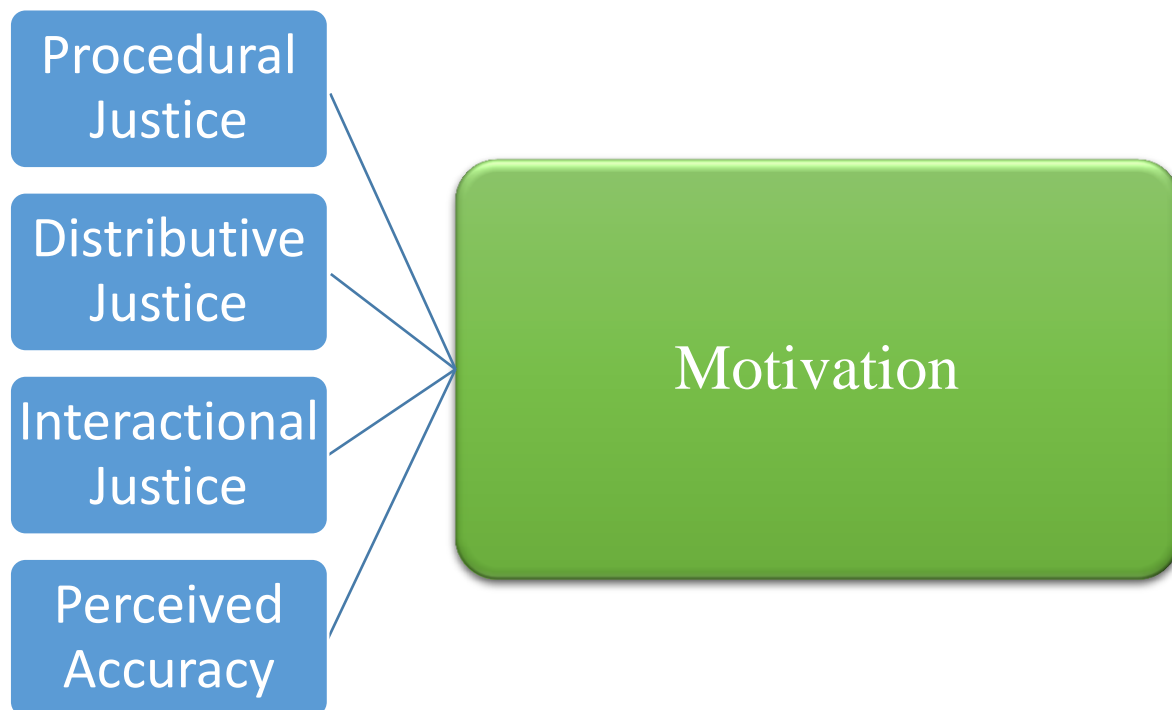 Procedural
Justice
Distributive
Justice
Interactional
Justice
Perceived
Accuracy
Motivation